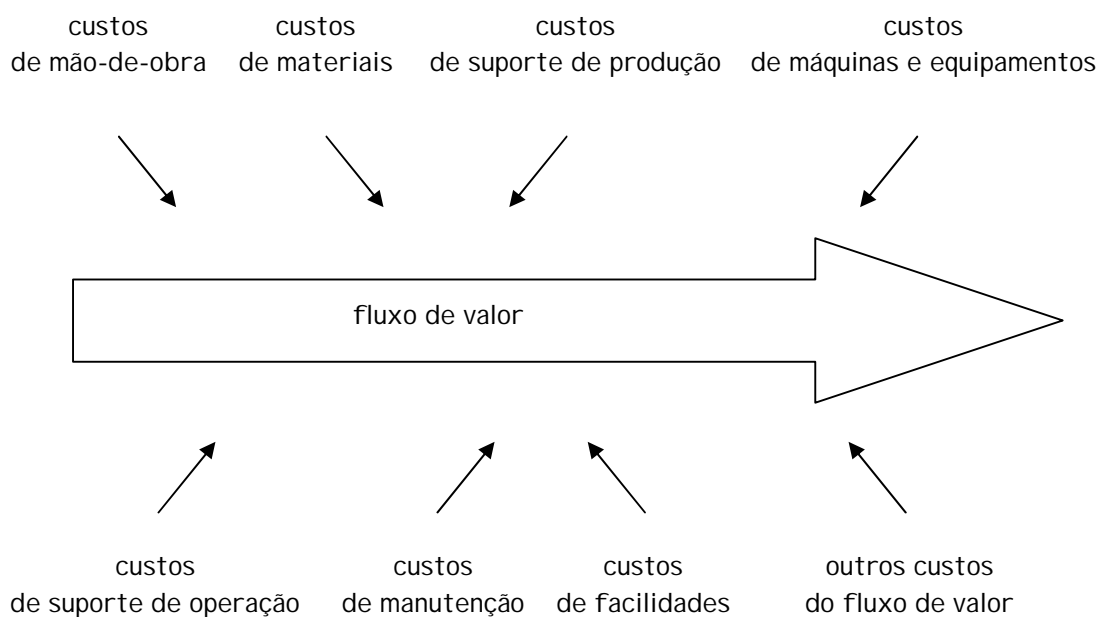 custos
de mão-de-obra
custos
de materiais
custos
de suporte de produção
custos
de máquinas e equipamentos
fluxo de valor
custos
de suporte de operação
custos
de manutenção
custos
de facilidades
outros custos
do fluxo de valor